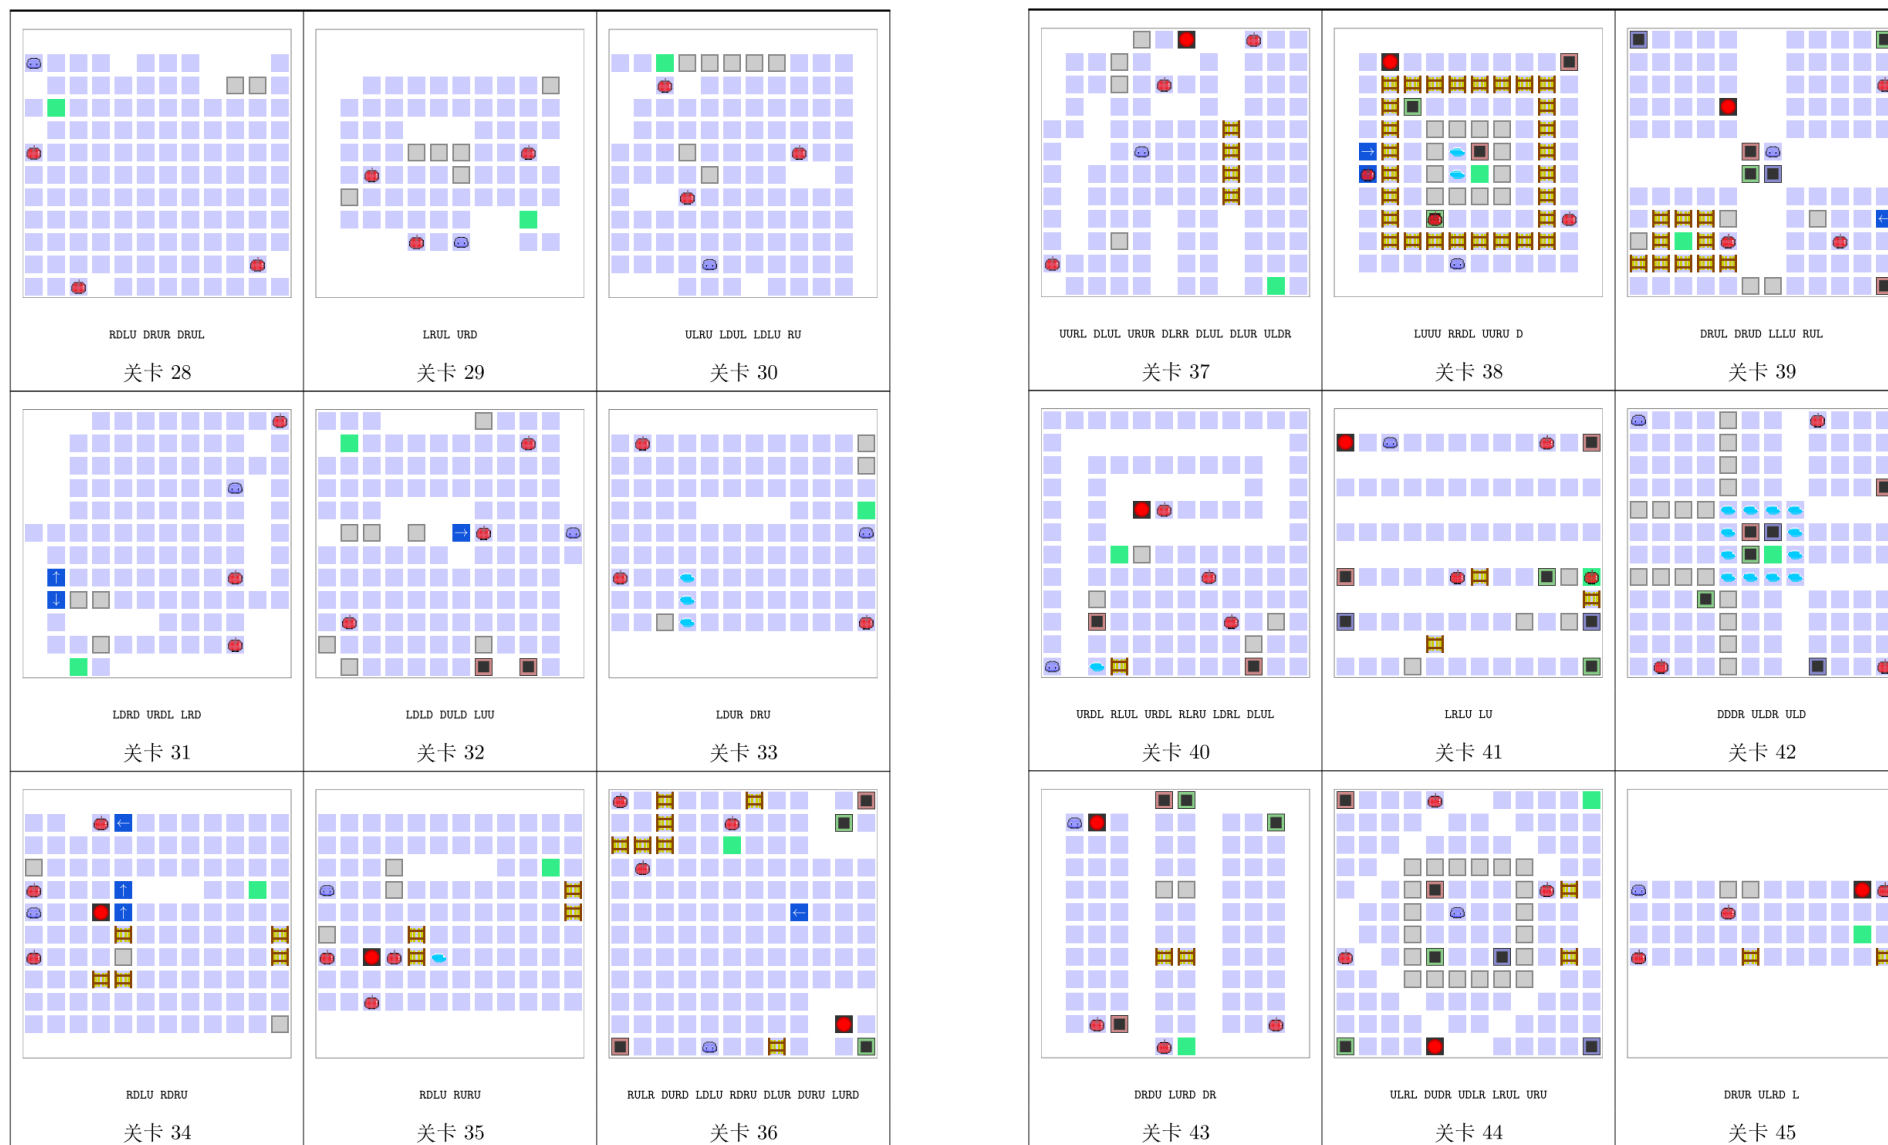 RDLU DRUR DRUL
关卡 28
LRUL URD
关卡 29
ULRU LDUL LDLU RU
关卡 30
LDRD URDL LRD
关卡 31
LDLD DULD LUU
关卡 32
LDUR DRU
关卡 33
RDLU RDRU
关卡 34
RDLU RURU
关卡 35
RULR DURD LDLU RDRU DLUR DURU LURD
关卡 36
UURL DLUL URUR DLRR DLUL DLUR ULDR
关卡 37
LUUU RRDL UURU D
关卡 38
DRUL DRUD LLLU RUL
关卡 39
URDL RLUL URDL RLRU LDRL DLUL
关卡 40
LRLU LU
关卡 41
DDDR ULDR ULD
关卡 42
DRDU LURD DR
关卡 43
ULRL DUDR UDLR LRUL URU
关卡 44
DRUR ULRD L
关卡 45